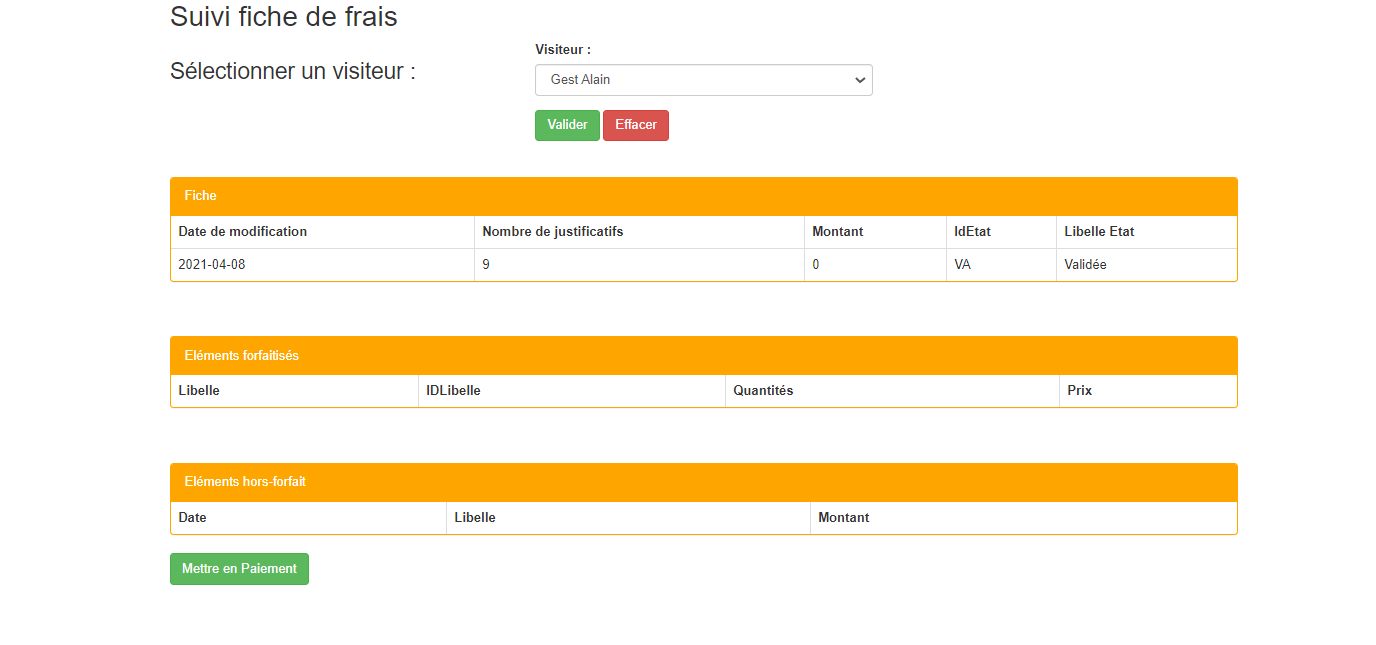 Suivi fiche de frais
Sélectionner un visiteur :
Visiteur :
Gest Alain
Valider Effacer
Fiche
Date de modification Nombre de justificatifs Montant IdEtat Libelle Etat
2021-04-08 9 0 VA Validée
Eléments forfaitisés
Libelle IDLibelle Quantités Prix
Eléments hors-forfait
Date Libelle Montant
Mettre en Paiement